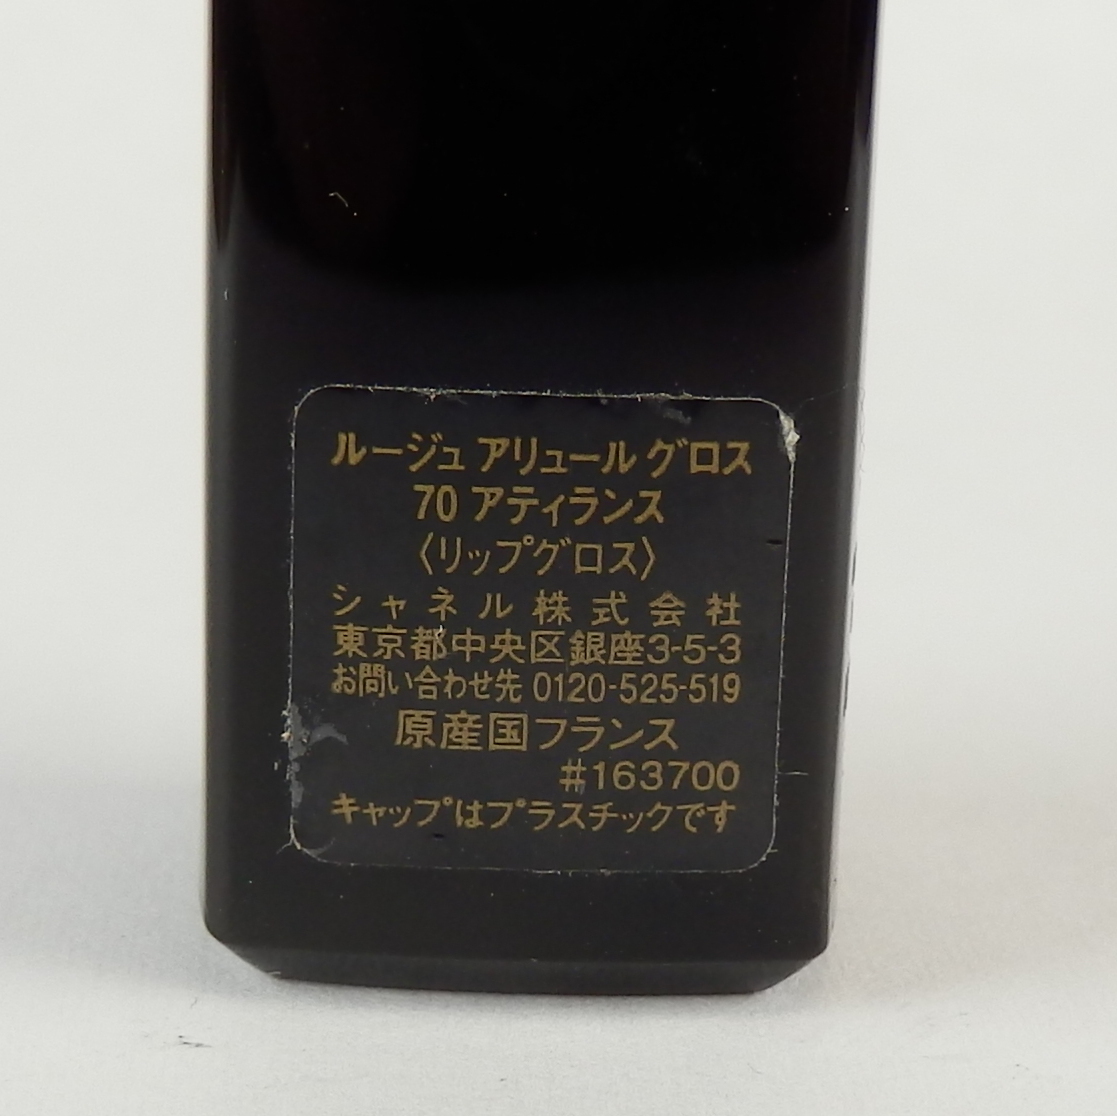 ルージュ アリュール グロス
70 アティランス
〈リップグロス〉
シャネル株式会社
東京都中央区銀座3-5-3
お問い合わせ先 0120-525-519
原産国フランス
#163700
キャップはプラスチックです